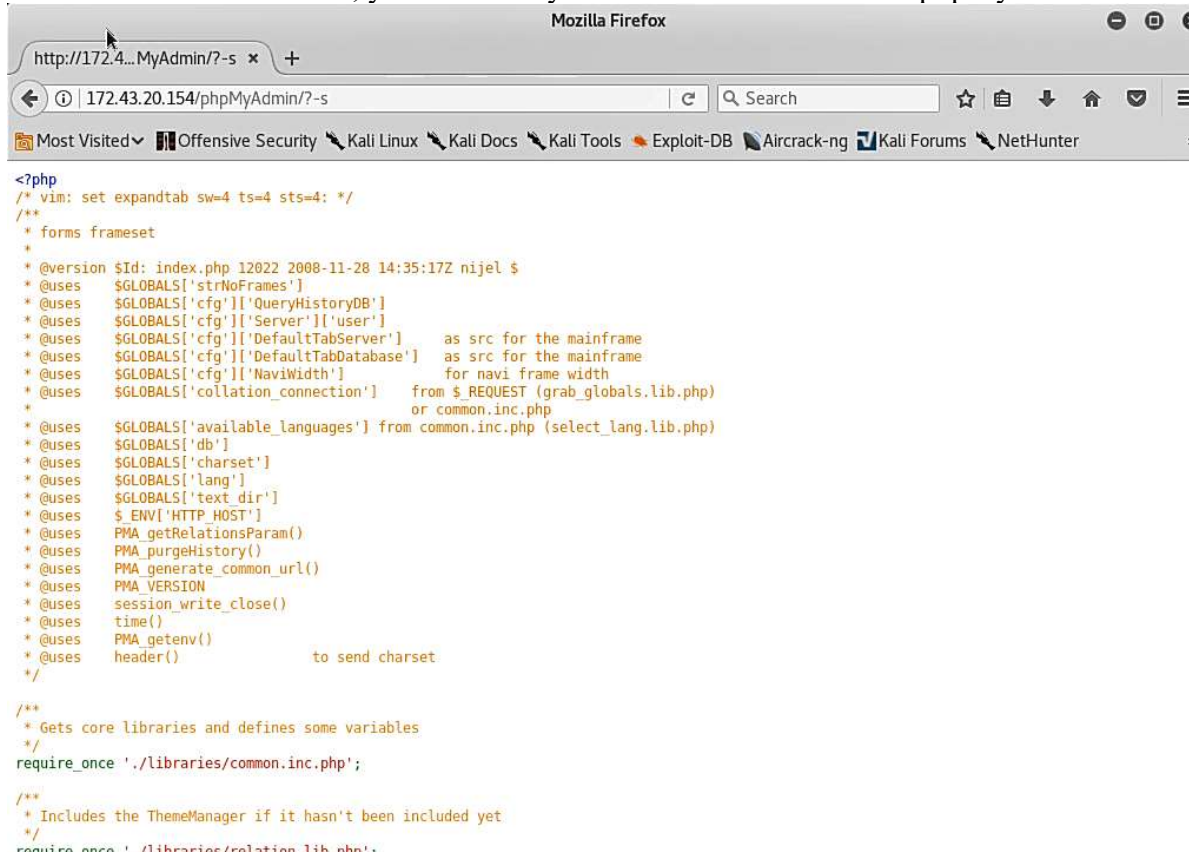 Mozilla Firefox
http://172.4...MyAdmin/?-s × +
172.43.20.154/phpMyAdmin/?-s Search
Most Visited Offensive Security Kali Linux Kali Docs Kali Tools Exploit-DB Aircrack-ng Kali Forums NetHunter
<?php
/* vim: set expandtab sw=4 ts=4 sts=4: */
/**
 * forms frameset
 *
 * @version $Id: index.php 12022 2008-11-28 14:35:17Z nijel $
 * @uses    $GLOBALS['strNoFrames']
 * @uses    $GLOBALS['cfg']['QueryHistoryDB']
 * @uses    $GLOBALS['cfg']['Server']['user']
 * @uses    $GLOBALS['cfg']['DefaultTabServer']     as src for the mainframe
 * @uses    $GLOBALS['cfg']['DefaultTabDatabase']   as src for the mainframe
 * @uses    $GLOBALS['cfg']['NaviWidth']            for navi frame width
 * @uses    $GLOBALS['collation_connection']    from $_REQUEST (grab_globals.lib.php)
 *                                              or common.inc.php
 * @uses    $GLOBALS['available_languages'] from common.inc.php (select_lang.lib.php)
 * @uses    $GLOBALS['db']
 * @uses    $GLOBALS['charset']
 * @uses    $GLOBALS['lang']
 * @uses    $GLOBALS['text_dir']
 * @uses    $_ENV['HTTP_HOST']
 * @uses    PMA_getRelationsParam()
 * @uses    PMA_purgeHistory()
 * @uses    PMA_generate_common_url()
 * @uses    PMA_VERSION
 * @uses    session_write_close()
 * @uses    time()
 * @uses    PMA_getenv()
 * @uses    header()                to send charset
 */
/**
 * Gets core libraries and defines some variables
 */
require_once './libraries/common.inc.php';
/**
 * Includes the ThemeManager if it hasn't been included yet
 */
require_once './libraries/relation.lib.php';